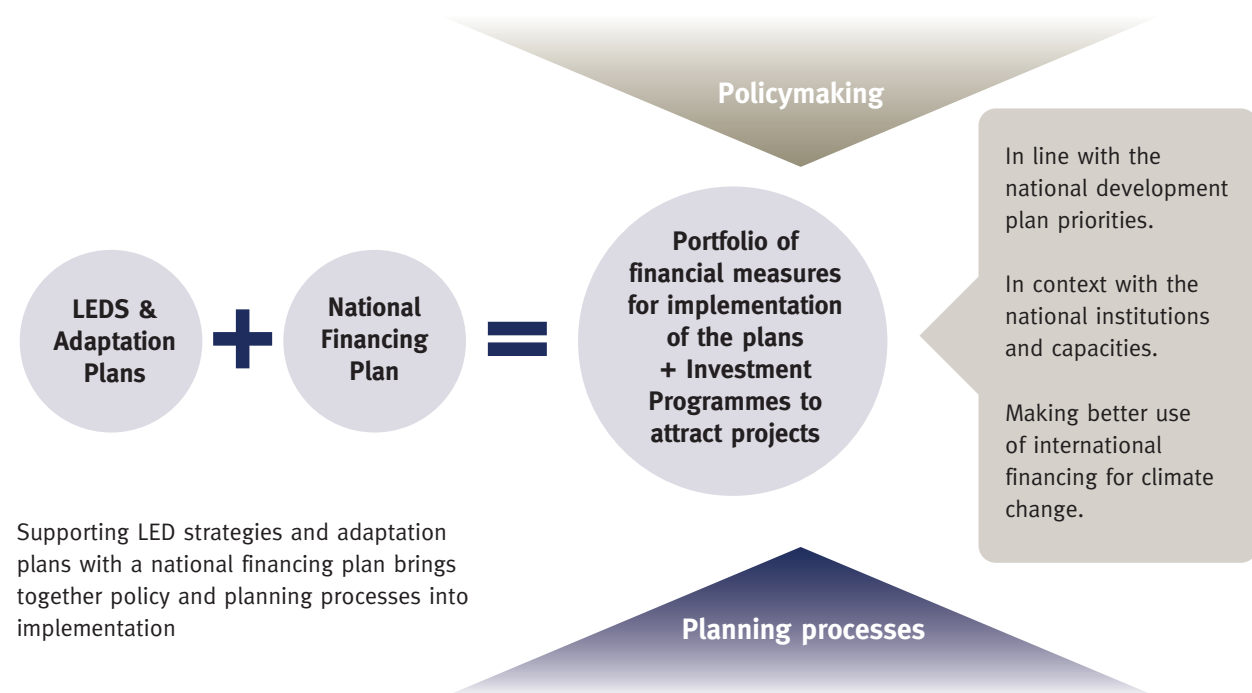 Policymaking
LEDS &
Adaptation
Plans
+
National
Financing
Plan
=
Portfolio of
financial measures
for implementation
of the plans
+ Investment
Programmes to
attract projects
In line with the
national development
plan priorities.
In context with the
national institutions
and capacities.
Making better use
of international
financing for climate
change.
Supporting LED strategies and adaptation
plans with a national financing plan brings
together policy and planning processes into
implementation
Planning processes